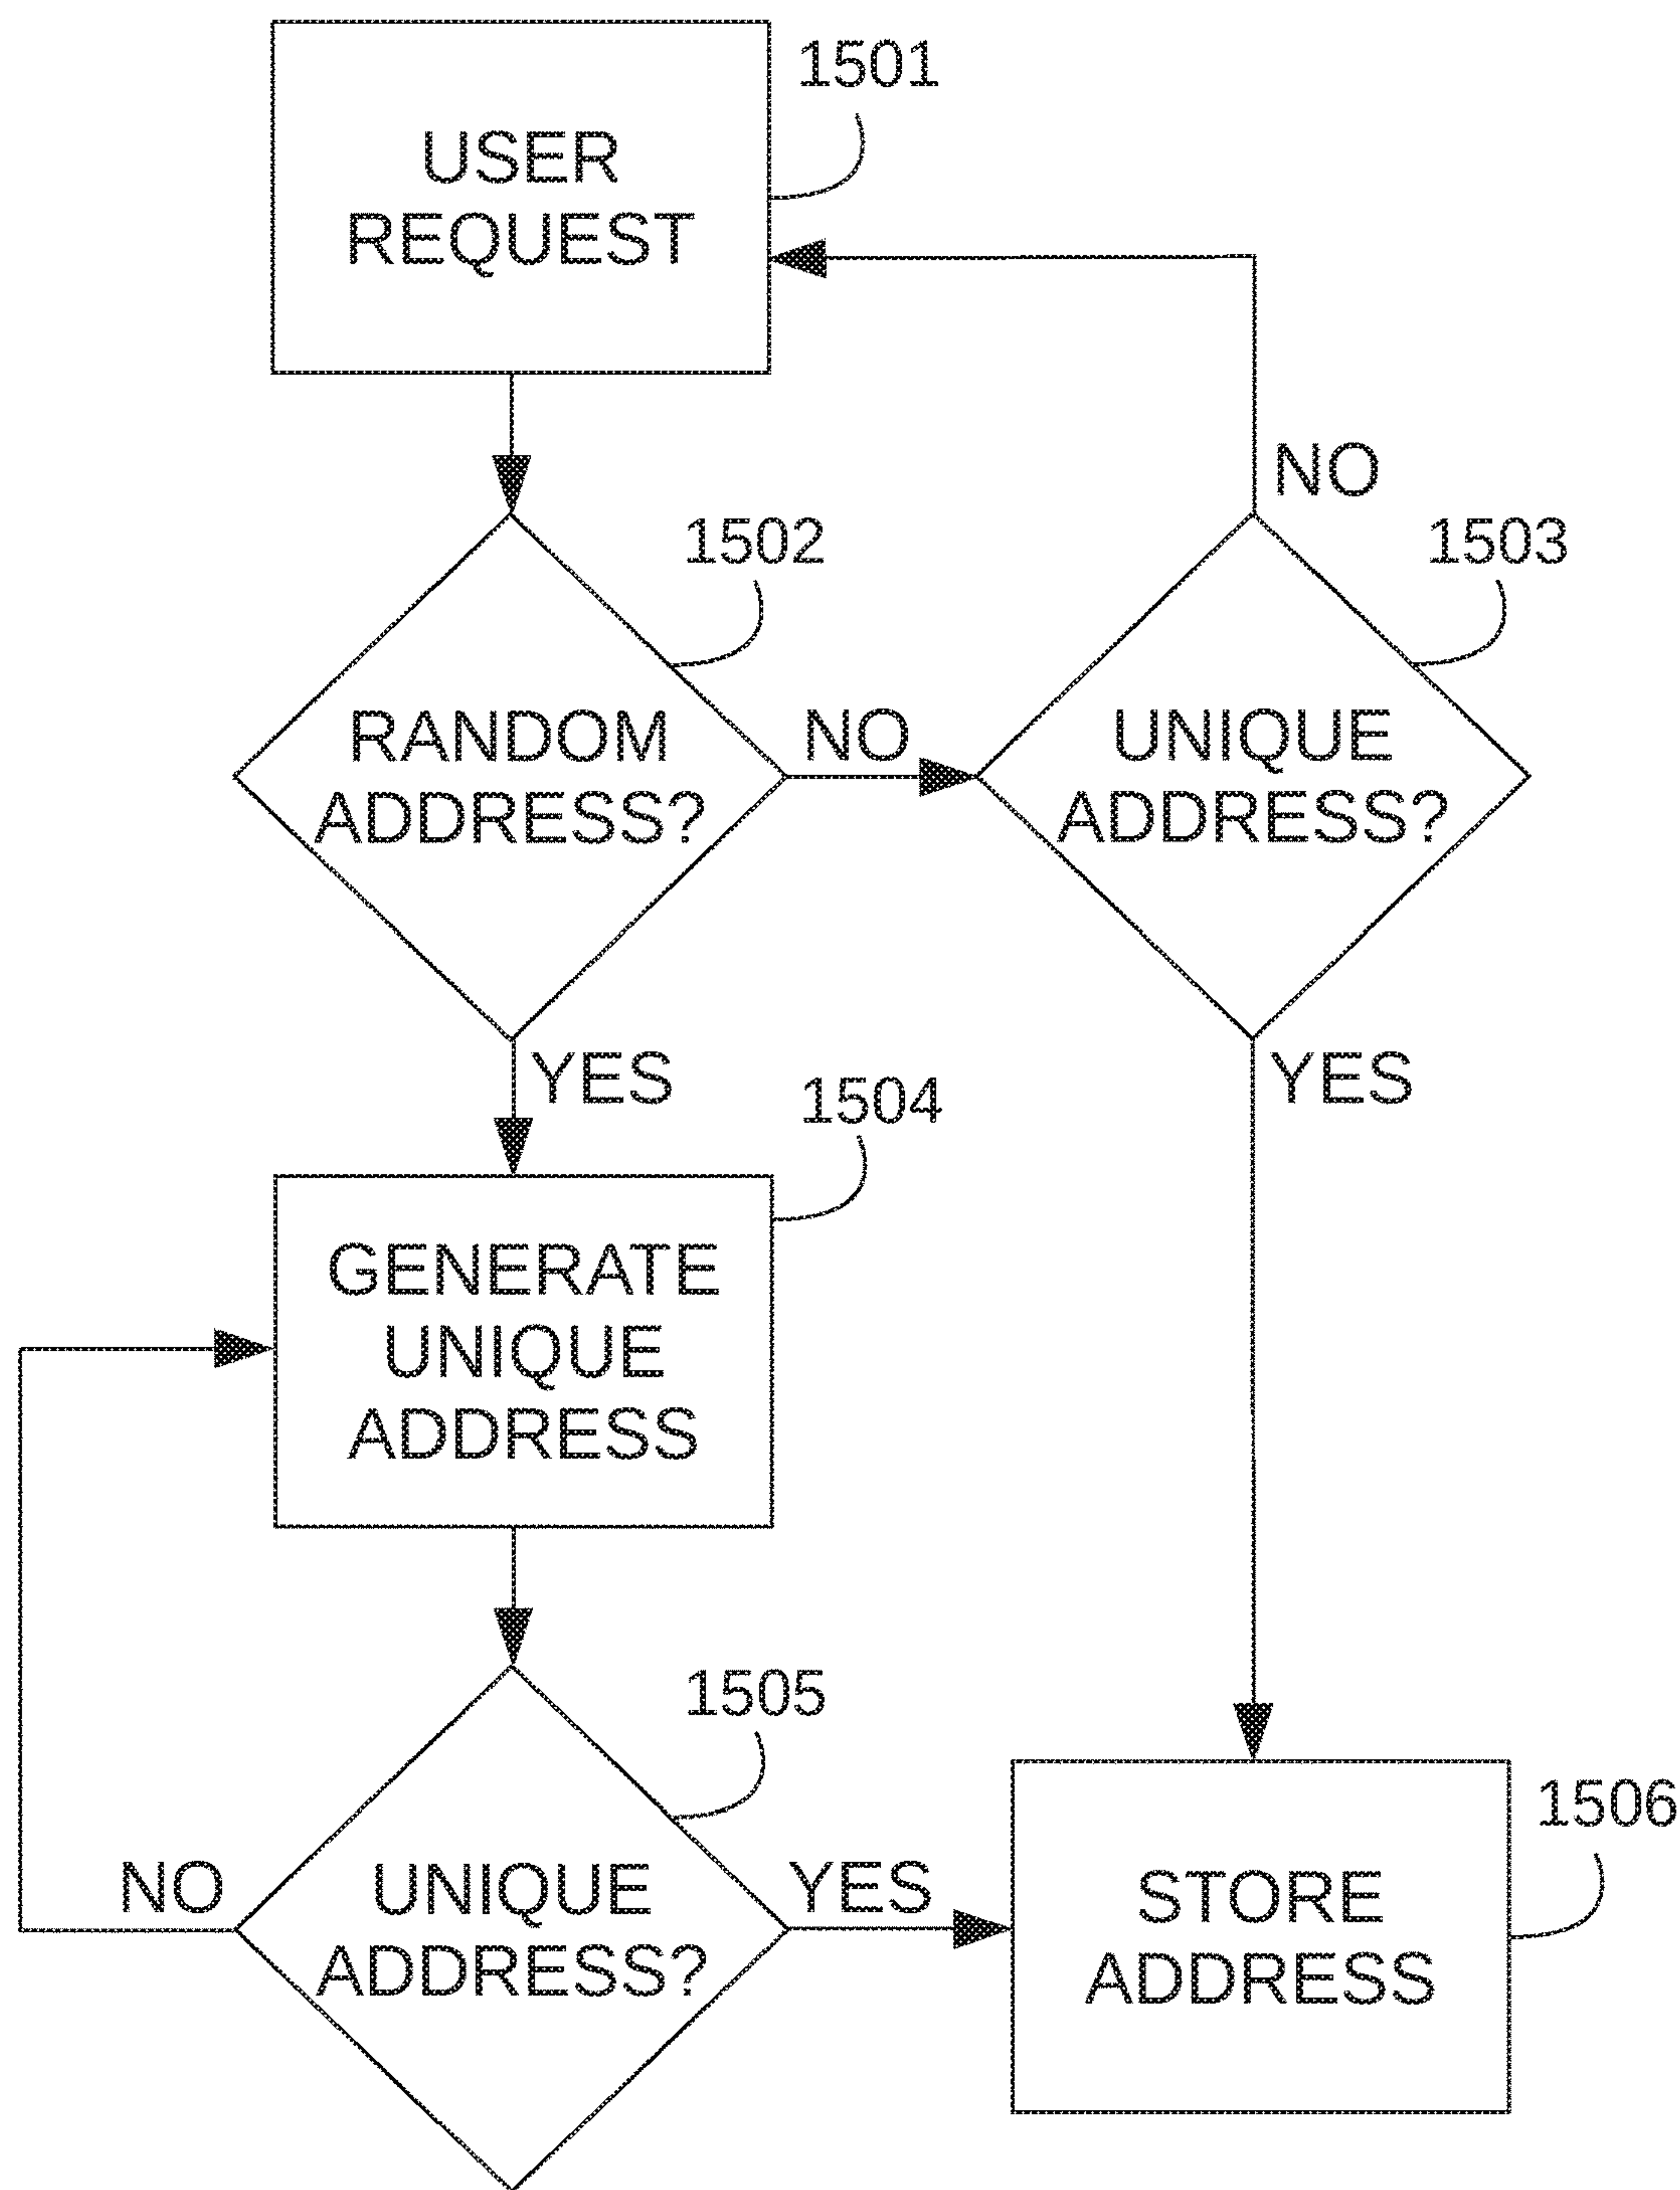 1501
USER
REQUEST
NO
1502
1503
RANDOM
ADDRESS?
NO
UNIQUE
ADDRESS?
YES
YES
1504
GENERATE
UNIQUE
ADDRESS
1505
1506
NO
UNIQUE
ADDRESS?
YES
STORE
ADDRESS